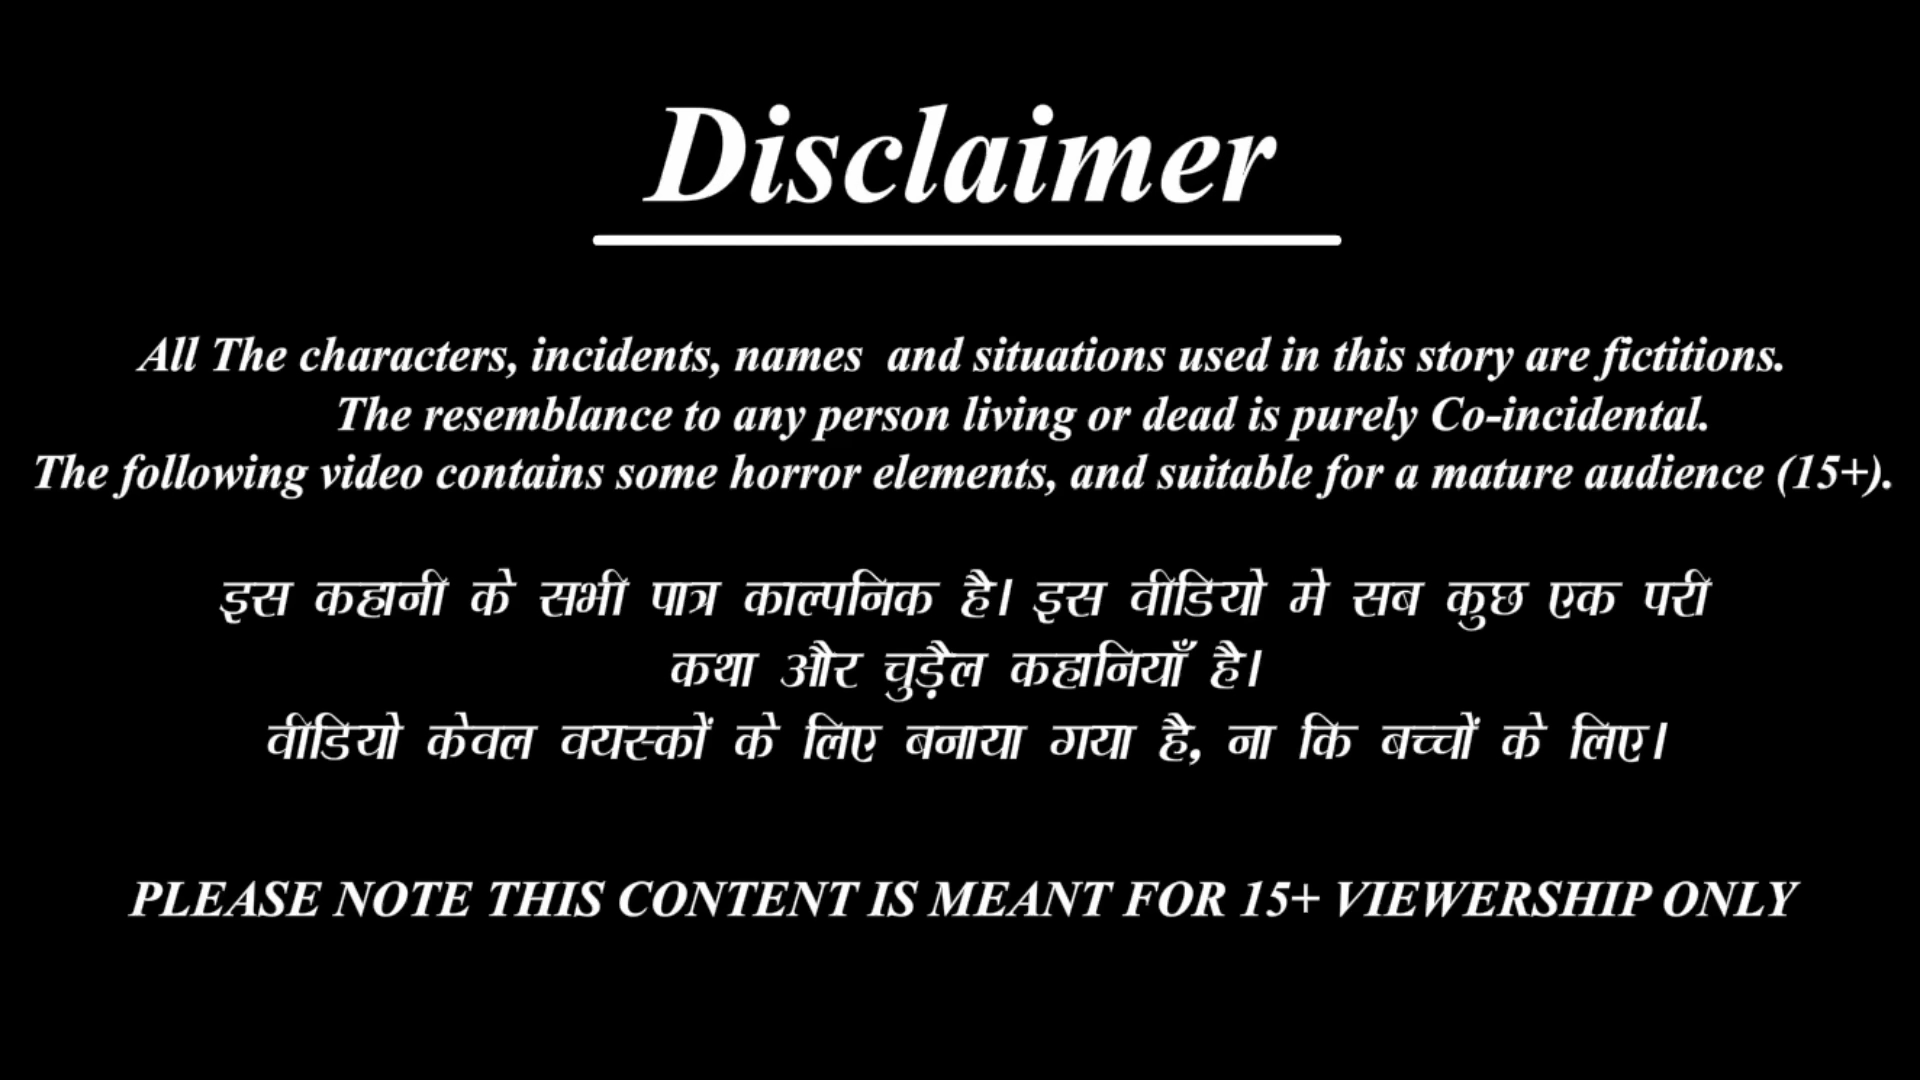 Disclaimer
All The characters, incidents, names and situations used in this story are fictitions.
The resemblance to any person living or dead is purely Co-incidental.
The following video contains some horror elements, and suitable for a mature audience (15+).
इस कहानी के सभी पात्र काल्पनिक है। इस वीडियो मे सब कुछ एक परी
कथा और चुड़ैल कहानियाँ है।
वीडियो केवल वयस्कों के लिए बनाया गया है, ना कि बच्चों के लिए।
PLEASE NOTE THIS CONTENT IS MEANT FOR 15+ VIEWERSHIP ONLY